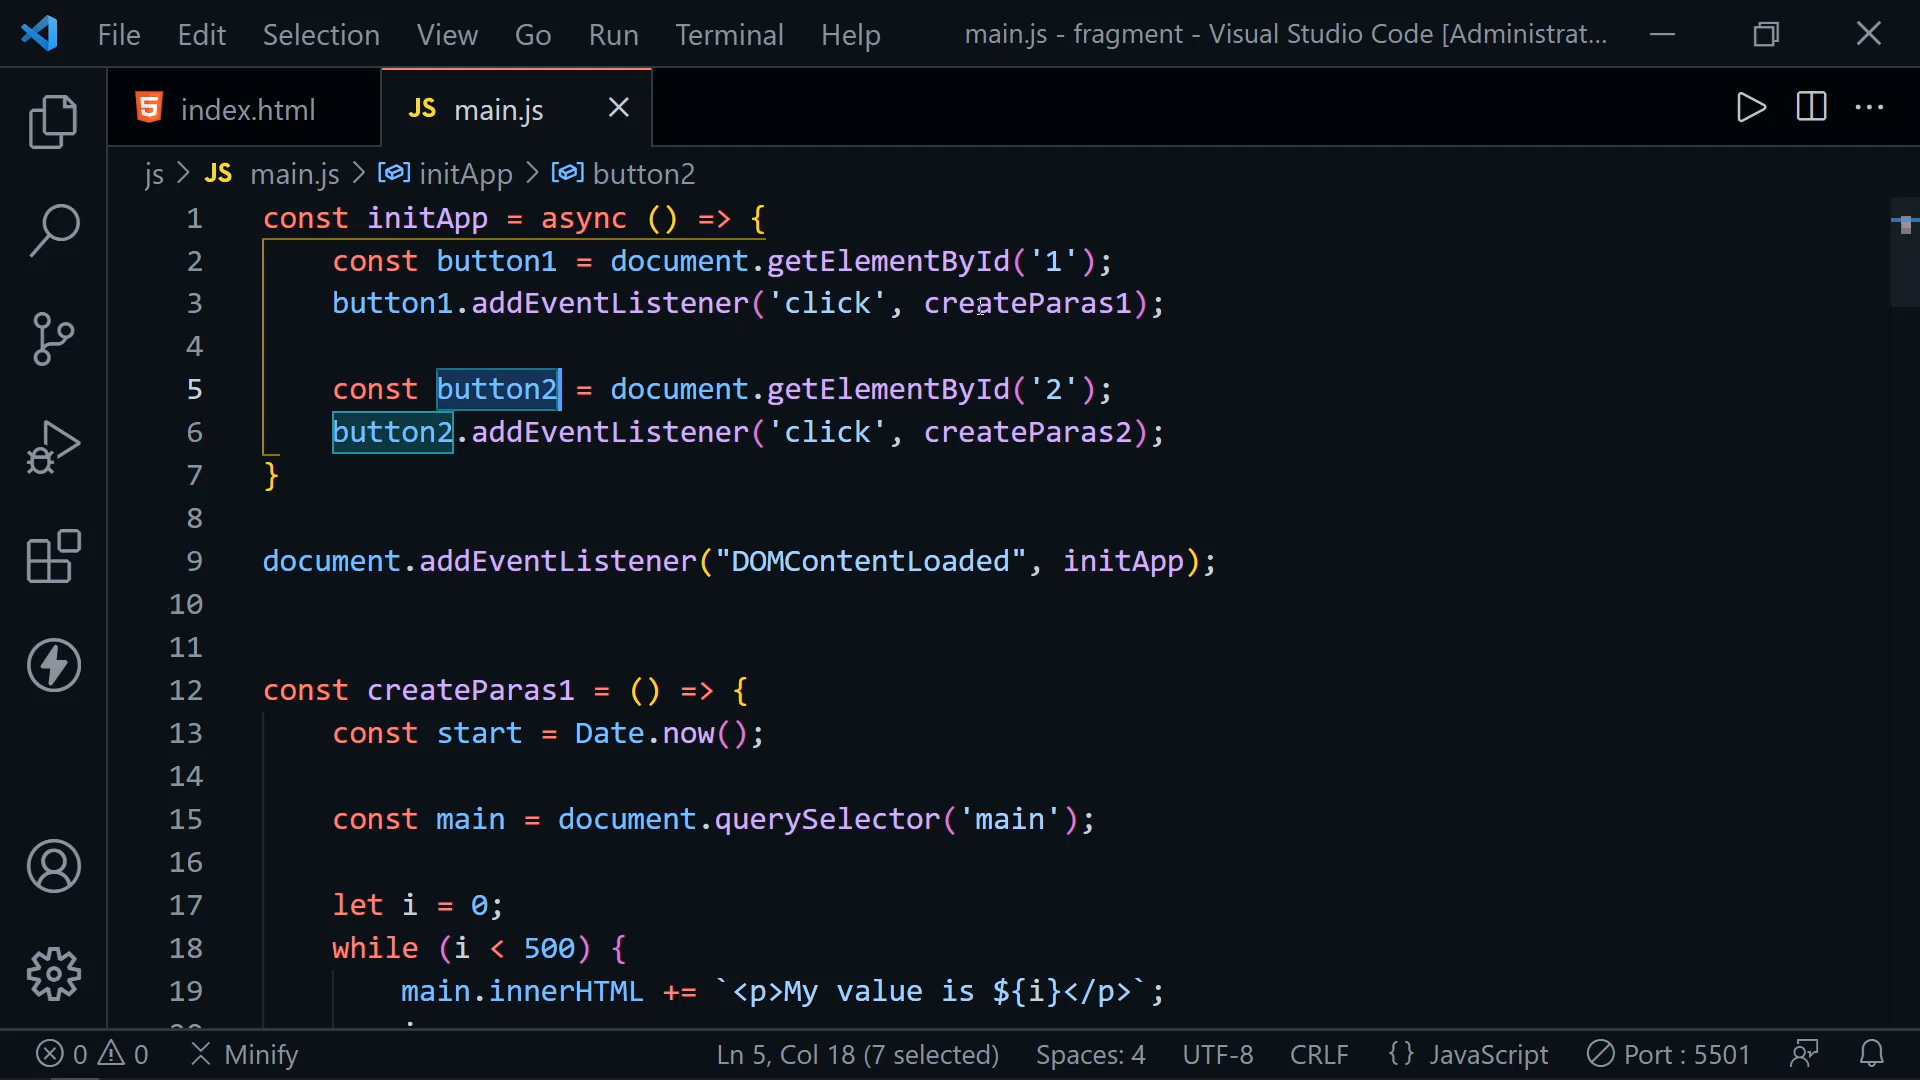 File Edit Selection View Go Run Terminal Help main.js - fragment - Visual Studio Code [Administrat...
5 index.html JS main.js
js > JS main.js > initApp > button2
1 const initApp = async () => {
2     const button1 = document.getElementById('1');
3     button1.addEventListener('click', createParas1);
4
5     const button2 = document.getElementById('2');
6     button2.addEventListener('click', createParas2);
7 }
8
9 document.addEventListener("DOMContentLoaded", initApp);
10
11
12 const createParas1 = () => {
13     const start = Date.now();
14
15     const main = document.querySelector('main');
16
17     let i = 0;
18     while (i < 500) {
19         main.innerHTML += `<p>My value is ${i}</p>`;
0 0 Minify Ln 5, Col 18 (7 selected) Spaces: 4 UTF-8 CRLF {} JavaScript Port : 5501